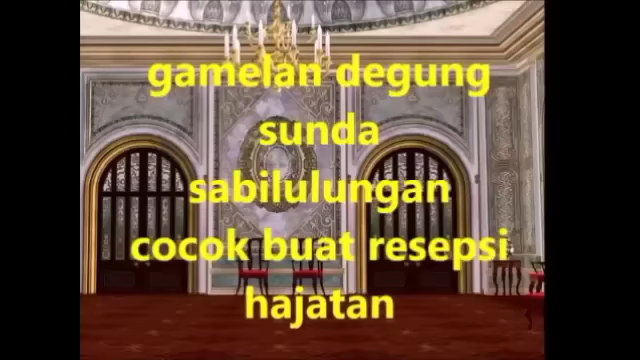 gamelan degung
sunda
sabilulungan
cocok buat resepsi
hajatan